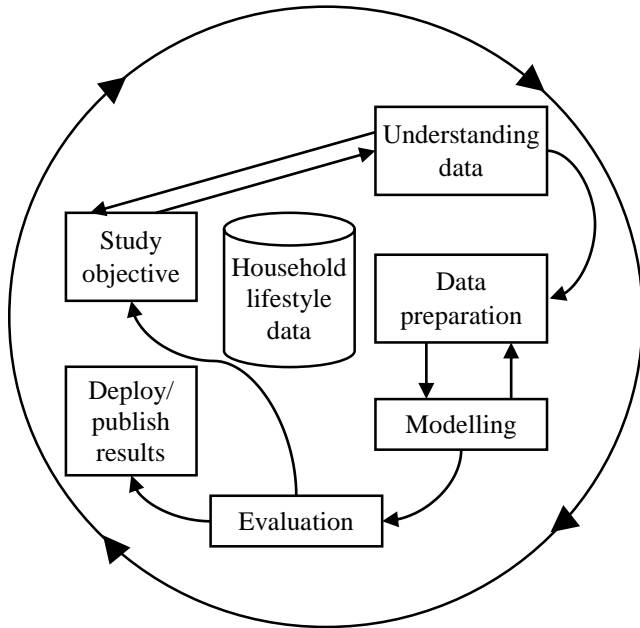 Understanding
data
Study
objective
Household
lifestyle
data
Data
preparation
Deploy/
publish
results
Modelling
Evaluation